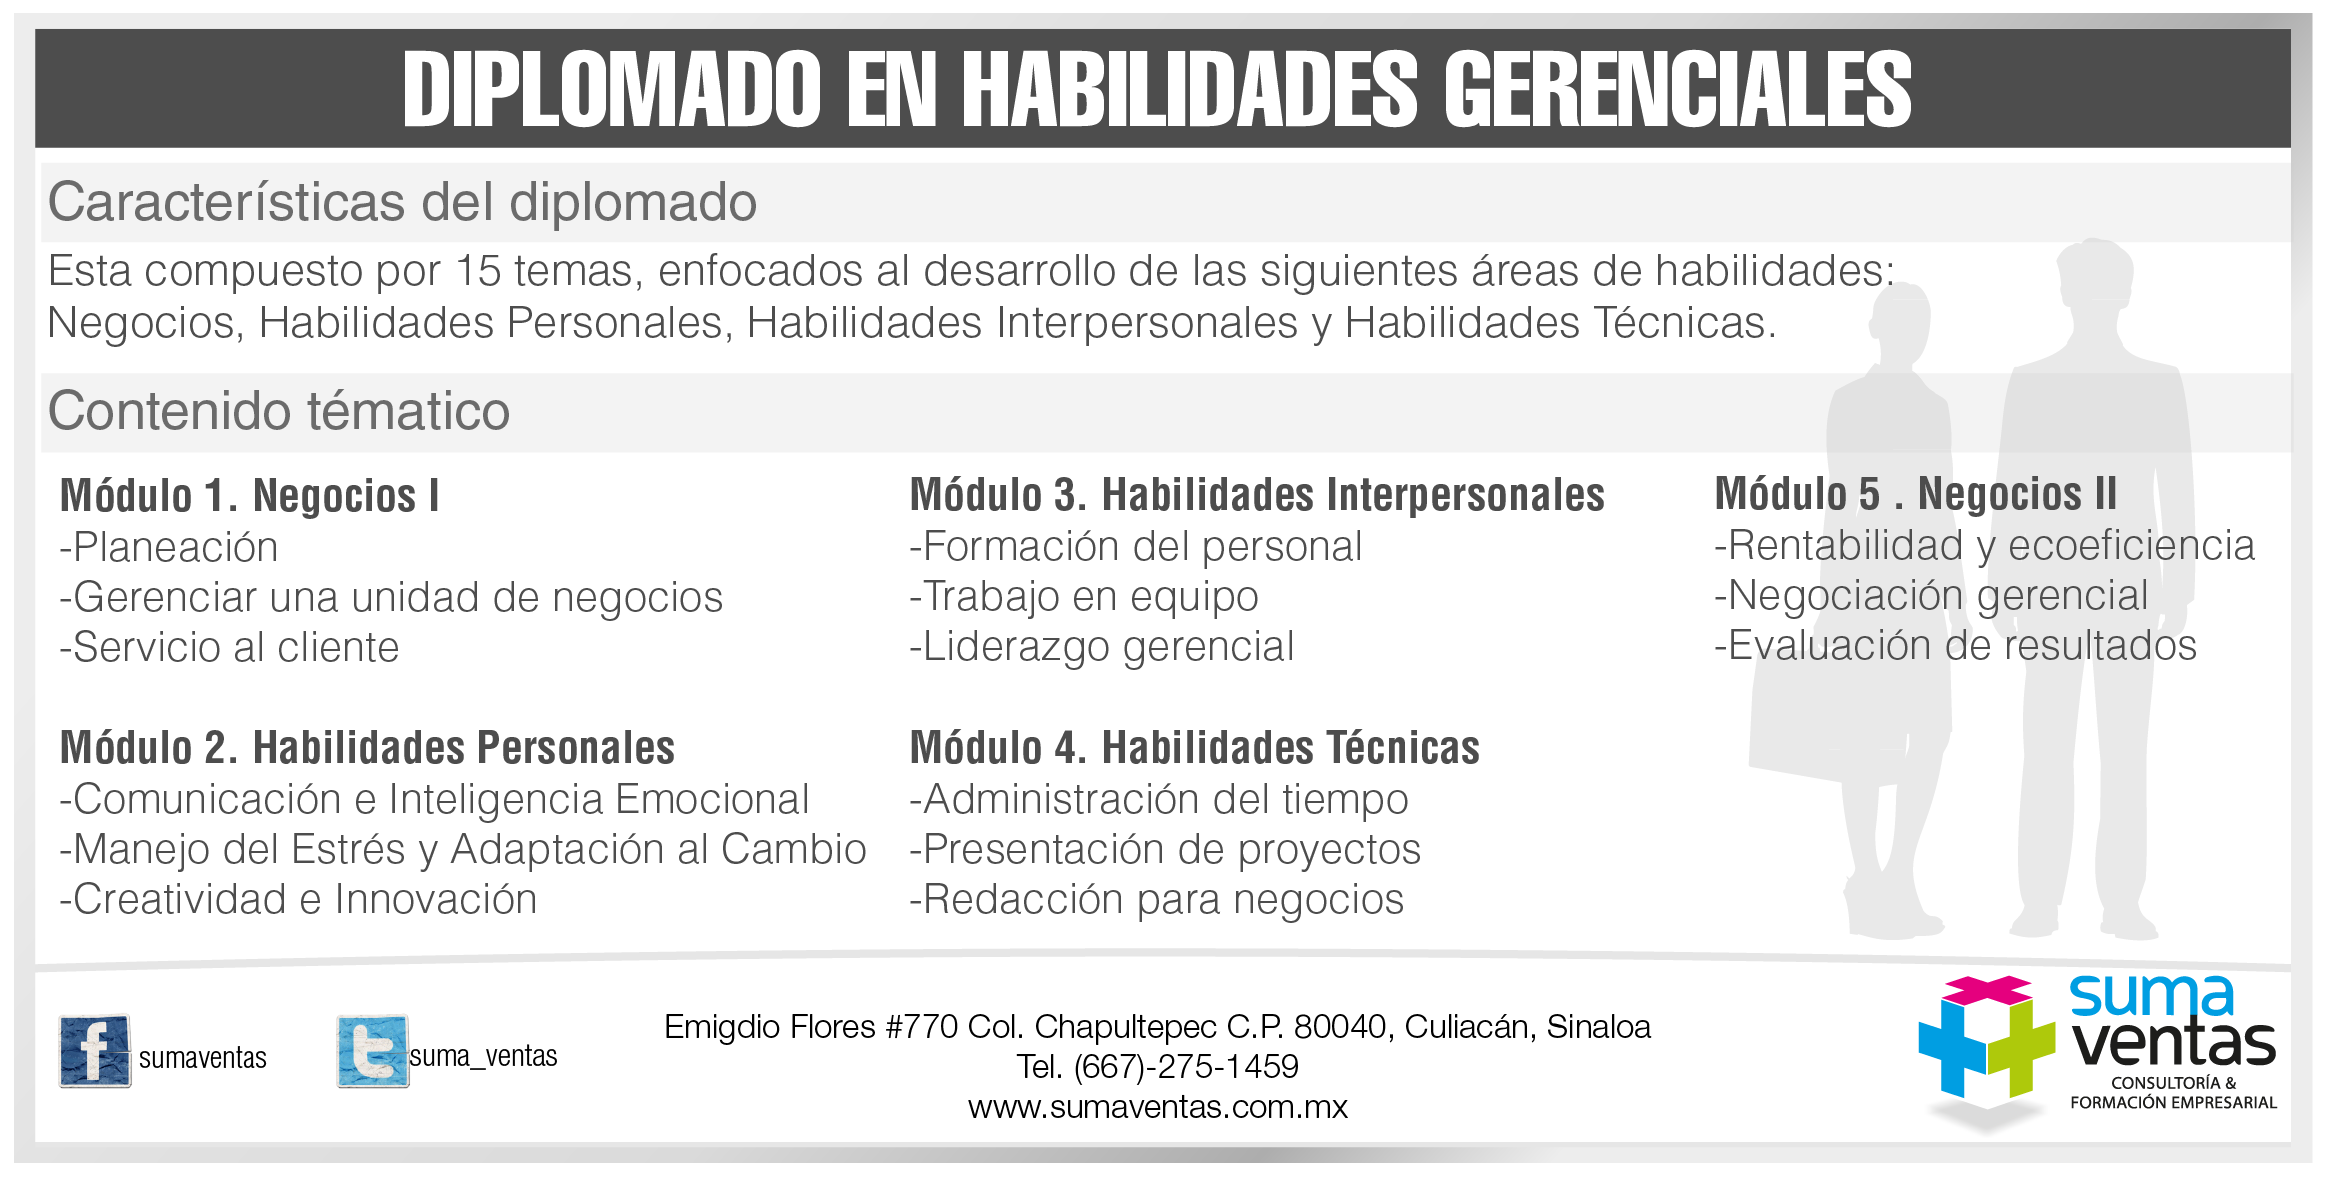 DIPLOMADO EN HABILIDADES GERENCIALES
Características del diplomado
Esta compuesto por 15 temas, enfocados al desarrollo de las siguientes áreas de habilidades:
Negocios, Habilidades Personales, Habilidades Interpersonales y Habilidades Técnicas.
Contenido tématico
Módulo 1. Negocios I
-Planeación
-Gerenciar una unidad de negocios
-Servicio al cliente
Módulo 2. Habilidades Personales
-Comunicación e Inteligencia Emocional
-Manejo del Estrés y Adaptación al Cambio
-Creatividad e Innovación
Módulo 3. Habilidades Interpersonales
-Formación del personal
-Trabajo en equipo
-Liderazgo gerencial
Módulo 4. Habilidades Técnicas
-Administración del tiempo
-Presentación de proyectos
-Redacción para negocios
Módulo 5 . Negocios II
-Rentabilidad y ecoeficiencia
-Negociación gerencial
-Evaluación de resultados
f sumaventas
t suma_ventas
Emigdio Flores #770 Col. Chapultepec C.P. 80040, Culiacán, Sinaloa
Tel. (667)-275-1459
www.sumaventas.com.mx
suma
ventas
CONSULTORÍA &
FORMACIÓN EMPRESARIAL